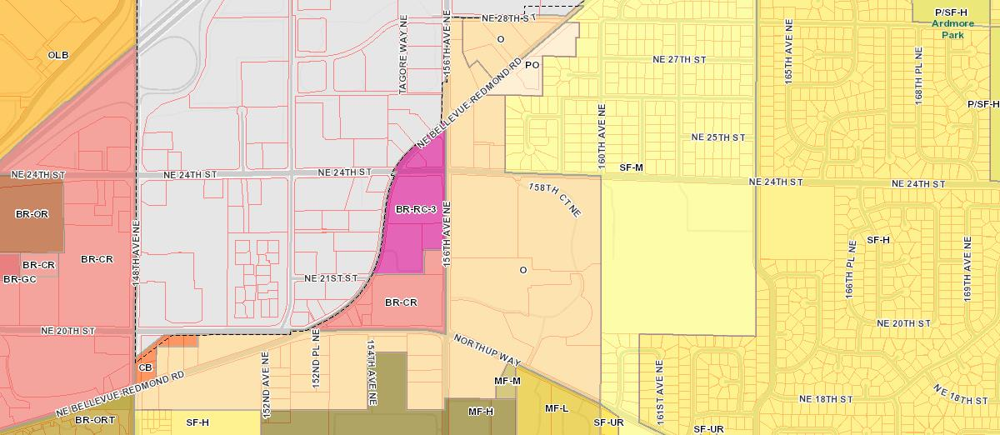 P/SF-H
Ardmore
Park
NE 28TH ST
O
OLB
TAGORE WAY NE
156TH AVE NE
165TH AVE NE
NE 27TH ST
PO
168TH PL NE
NE BELLEVUE-REDMOND RD
P/SF-H
160TH AVE NE
NE 25TH ST
NE 24TH ST
NE 24TH ST
NE 24TH ST
SF-M
NE 24TH ST
NE 24TH ST
158TH CT NE
BR-OR
BR-RC-3
156TH AVE NE
SF-H
148TH AVE NE
BR-CR
BR-CR
BR-GC
NE 21ST ST
O
166TH PL NE
169TH AVE NE
BR-CR
NE 20TH ST
NE 20TH ST
NORTHUP WAY
152ND PL NE
154TH AVE NE
CB
152ND AVE NE
161ST AVE NE
MF-M
NE BELLEVUE-REDMOND RD
NE 18TH ST
NE 18TH ST
MF-H
MF-L
BR-ORT
SF-H
SF-UR
SF-UR